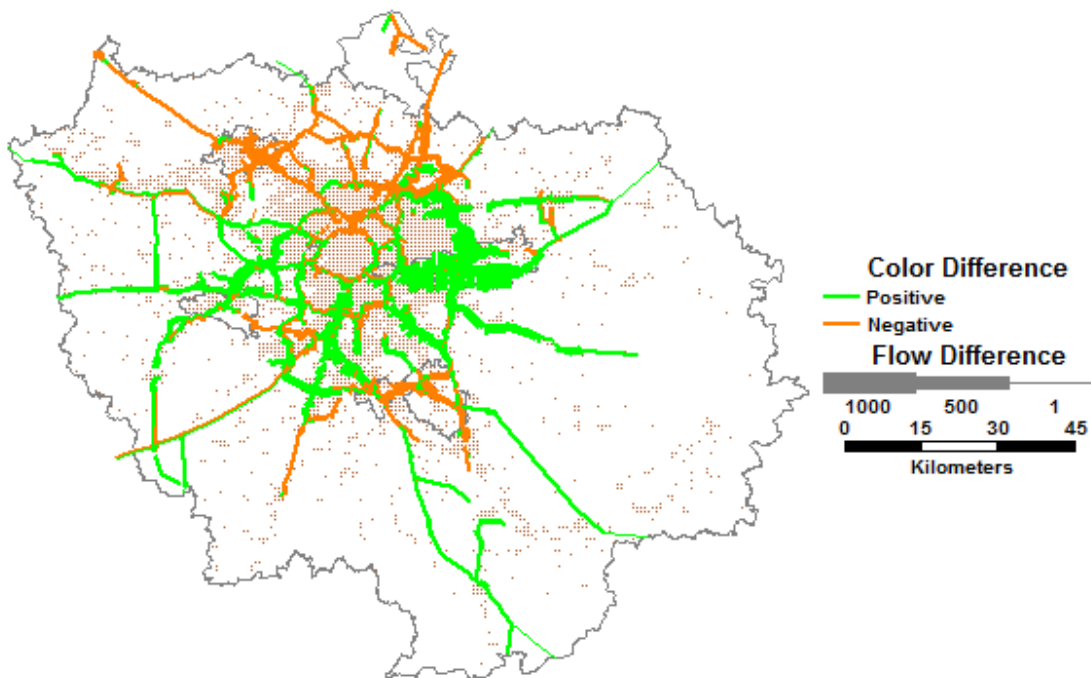 Color Difference
Positive
Negative
Flow Difference
1000 500 1
0 15 30 45
Kilometers